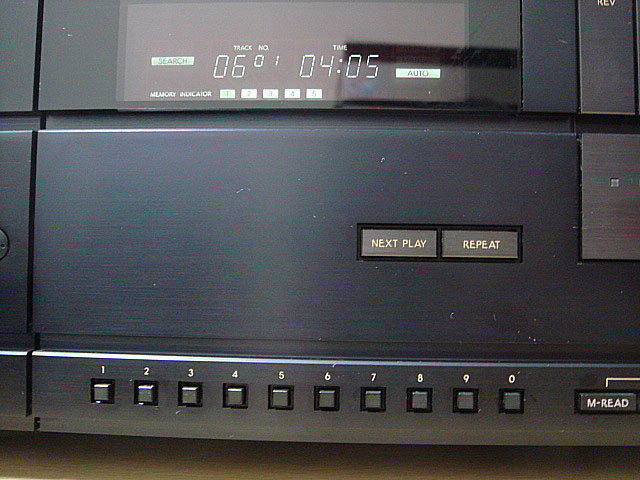 REV
TRACK NO. TIME
SEARCH 06 01 04:05 AUTO
MEMORY INDICATOR 1 2 3 4 5
NEXT PLAY REPEAT
1 2 3 4 5 6 7 8 9 0
M-READ